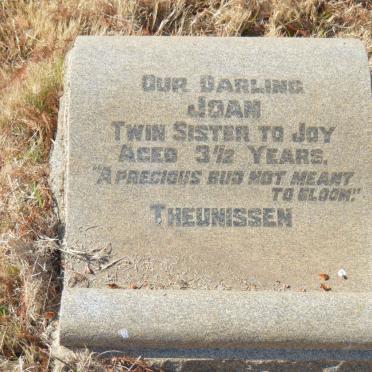 OUR DARLING
JOAN
TWIN SISTER TO JOY
AGED 3½ YEARS.
"A PRECIOUS BUD NOT MEANT
TO BLOOM."
THEUNISSEN